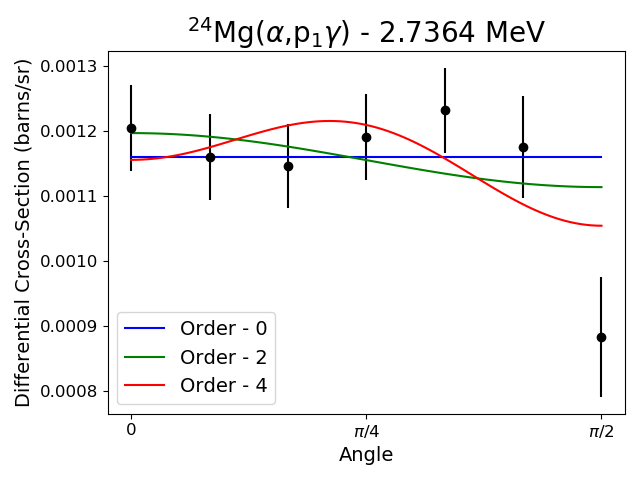 ²⁴Mg(α,p₁γ) - 2.7364 MeV
Differential Cross-Section (barns/sr)
0.0013
0.0012
0.0011
0.0010
0.0009
0.0008
Order - 0
Order - 2
Order - 4
0
π/4
π/2
Angle